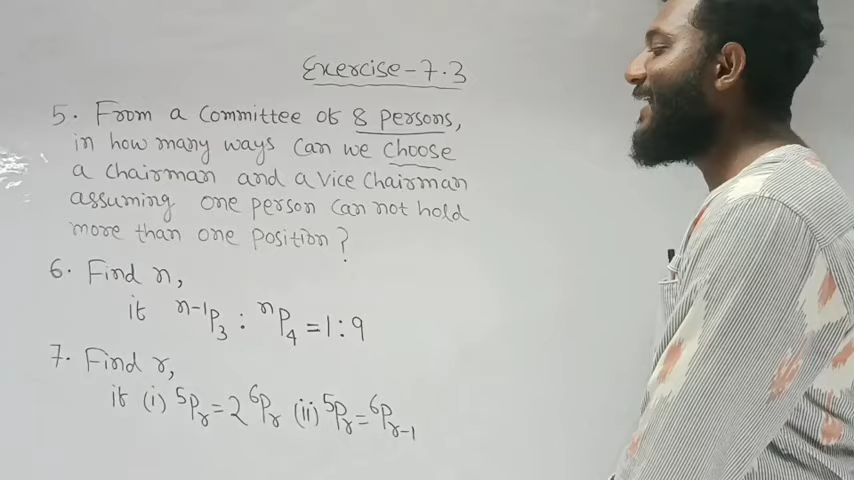 Exercise-7.3
5. From a Committee of 8 persons,
in how many ways can we choose
a chairman and a Vice Chairman
assuming one person can not hold
more than one position?
6. Find n,
if ⁿ⁻¹P₃ : ⁿP₄ = 1:9
7. Find r,
if (i) ⁵Pᵣ = 2 ⁶Pᵣ (ii) ⁵Pᵣ = ⁶Pᵣ₋₁